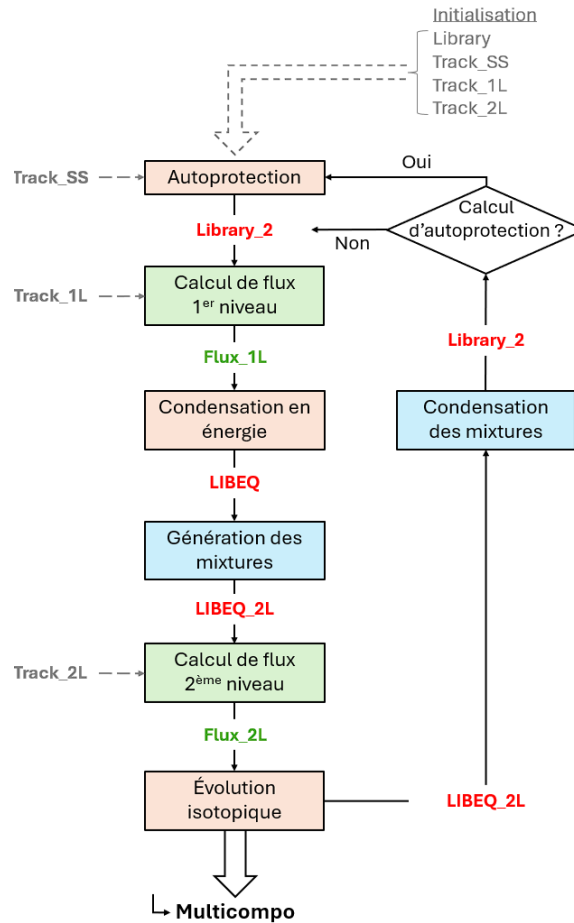 Initialisation
Library
Track_SS
Track_1L
Track_2L
Oui
Track_SS
Autoprotection
Calcul
d'autoprotection ?
Library_2
Non
Track_1L
Calcul de flux
1er niveau
Library_2
Flux_1L
Condensation en
énergie
Condensation
des mixtures
LIBEQ
Génération des
mixtures
LIBEQ_2L
Track_2L
Calcul de flux
2ème niveau
Flux_2L
Évolution
isotopique
LIBEQ_2L
Multicompo